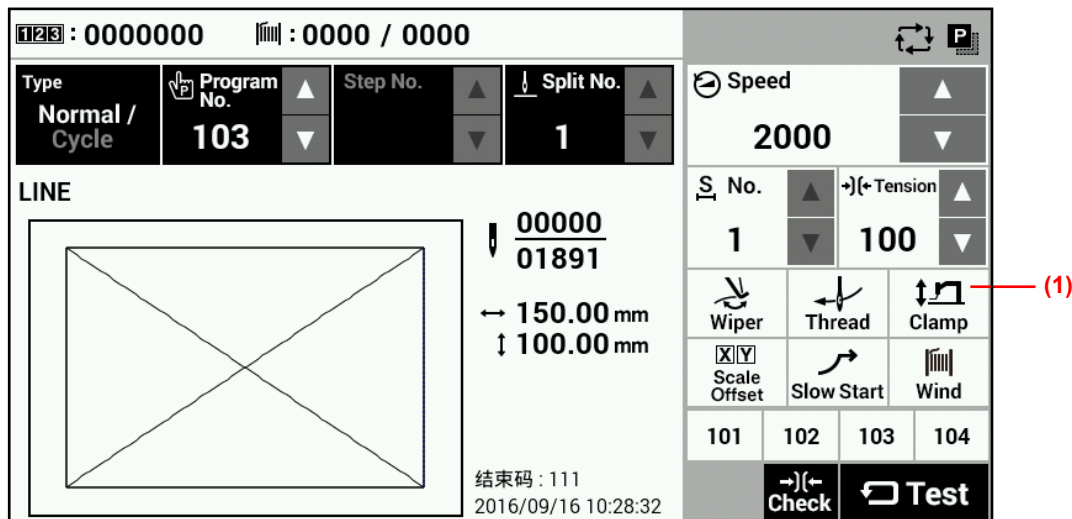 123 : 0000000 : 0000 / 0000
P
Type
Normal /
Cycle
P Program
No.
103
Step No.
Split No.
1
Speed
2000
LINE
S No.
1
Tension
100
00000
01891
150.00 mm
100.00 mm
Wiper
Thread
Clamp
(1)
X Y
Scale
Offset
Slow Start
Wind
101 102 103 104
结束码 : 111
2016/09/16 10:28:32
Check
Test